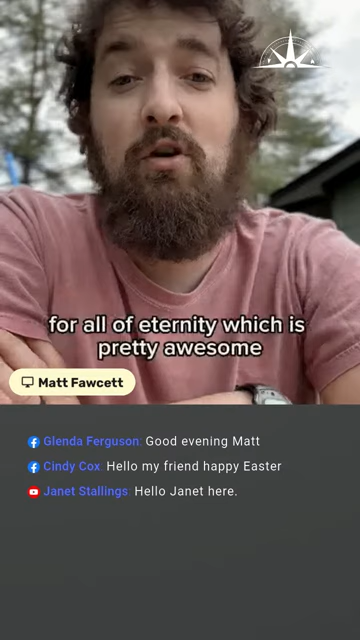 for all of eternity which is
pretty awesome
Matt Fawcett
Glenda Ferguson: Good evening Matt
Cindy Cox: Hello my friend happy Easter
Janet Stallings: Hello Janet here.